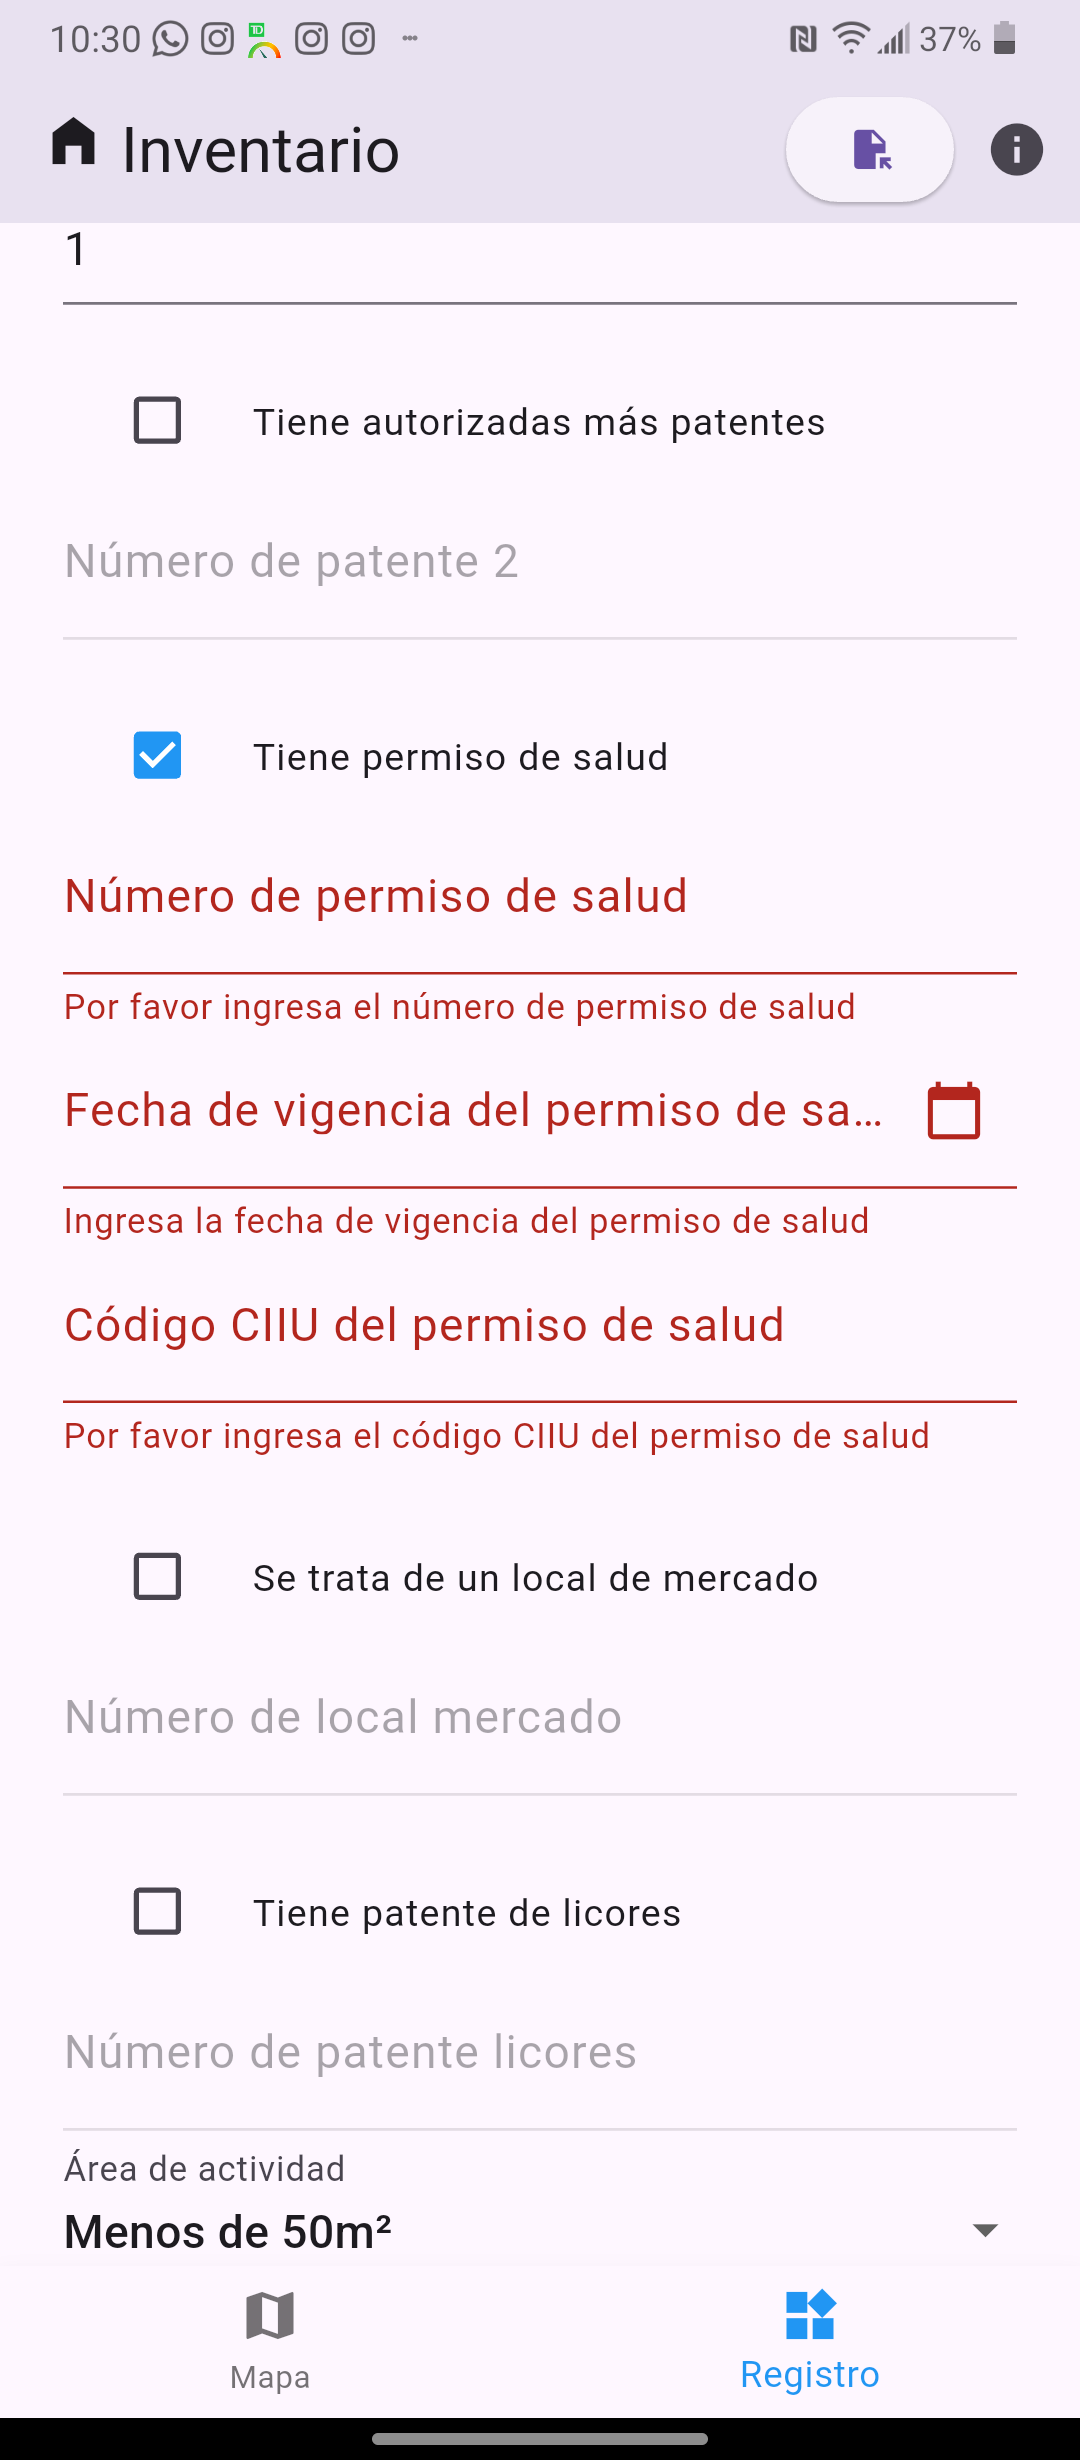 10:30
37%
Inventario
1
Tiene autorizadas más patentes
Número de patente 2
Tiene permiso de salud
Número de permiso de salud
Por favor ingresa el número de permiso de salud
Fecha de vigencia del permiso de sa...
Ingresa la fecha de vigencia del permiso de salud
Código CIIU del permiso de salud
Por favor ingresa el código CIIU del permiso de salud
Se trata de un local de mercado
Número de local mercado
Tiene patente de licores
Número de patente licores
Área de actividad
Menos de 50m²
Mapa
Registro